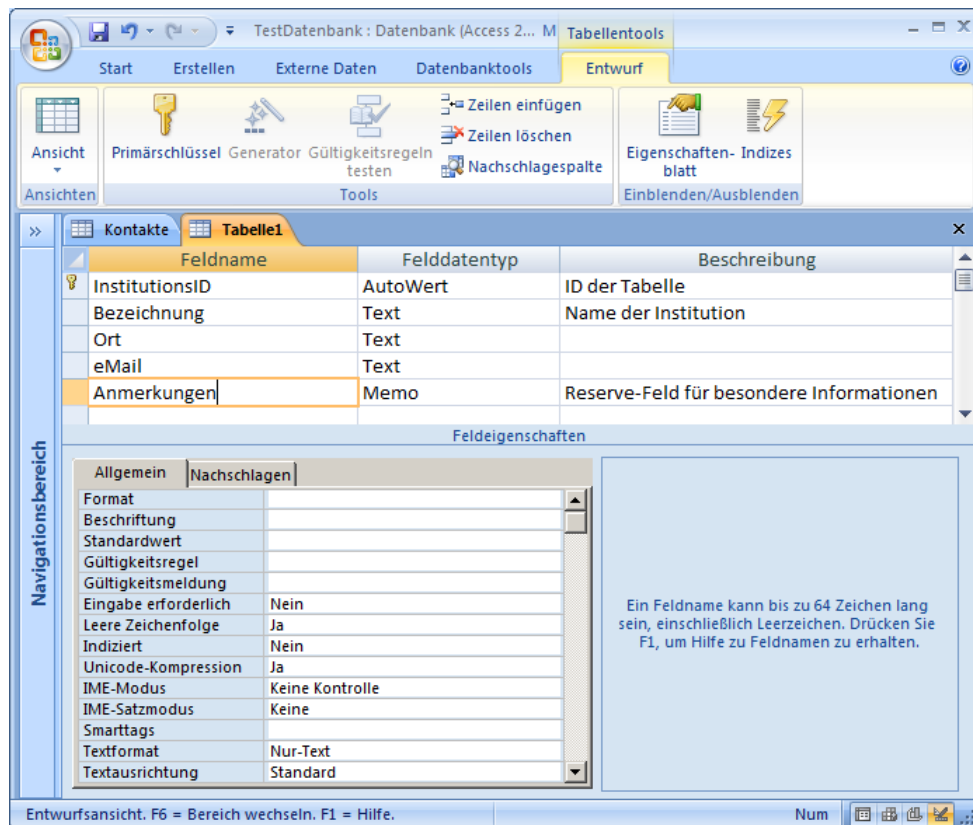 TestDatenbank : Datenbank (Access 2... M
Tabellentools
Start Erstellen Externe Daten Datenbanktools Entwurf
Ansicht
Ansichten
Primärschlüssel
Generator
Gültigkeitsregeln
testen
Zeilen einfügen
Zeilen löschen
Nachschlagespalte
Tools
Eigenschaften-
blatt
Indizes
Einblenden/Ausblenden
» Kontakte Tabelle1 x
Navigationsbereich
Feldname Felddatentyp Beschreibung
InstitutionsID AutoWert ID der Tabelle
Bezeichnung Text Name der Institution
Ort Text
eMail Text
Anmerkungen Memo Reserve-Feld für besondere Informationen
Feldeigenschaften
Allgemein Nachschlagen
Format
Beschriftung
Standardwert
Gültigkeitsregel
Gültigkeitsmeldung
Eingabe erforderlich Nein
Leere Zeichenfolge Ja
Indiziert Nein
Unicode-Kompression Ja
IME-Modus Keine Kontrolle
IME-Satzmodus Keine
Smarttags
Textformat Nur-Text
Textausrichtung Standard
Ein Feldname kann bis zu 64 Zeichen lang
sein, einschließlich Leerzeichen. Drücken Sie
F1, um Hilfe zu Feldnamen zu erhalten.
Entwurfsansicht. F6 = Bereich wechseln. F1 = Hilfe. Num